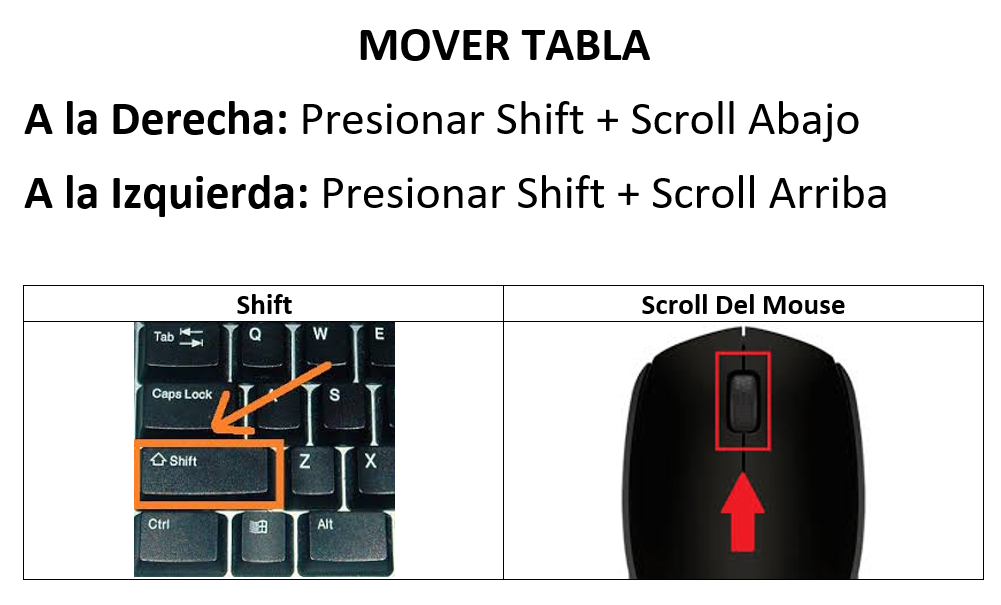 MOVER TABLA
A la Derecha: Presionar Shift + Scroll Abajo
A la Izquierda: Presionar Shift + Scroll Arriba
Shift
Scroll Del Mouse
Tab
Q
W
E
Caps Lock
A
S
Shift
Z
X
Ctrl
Alt